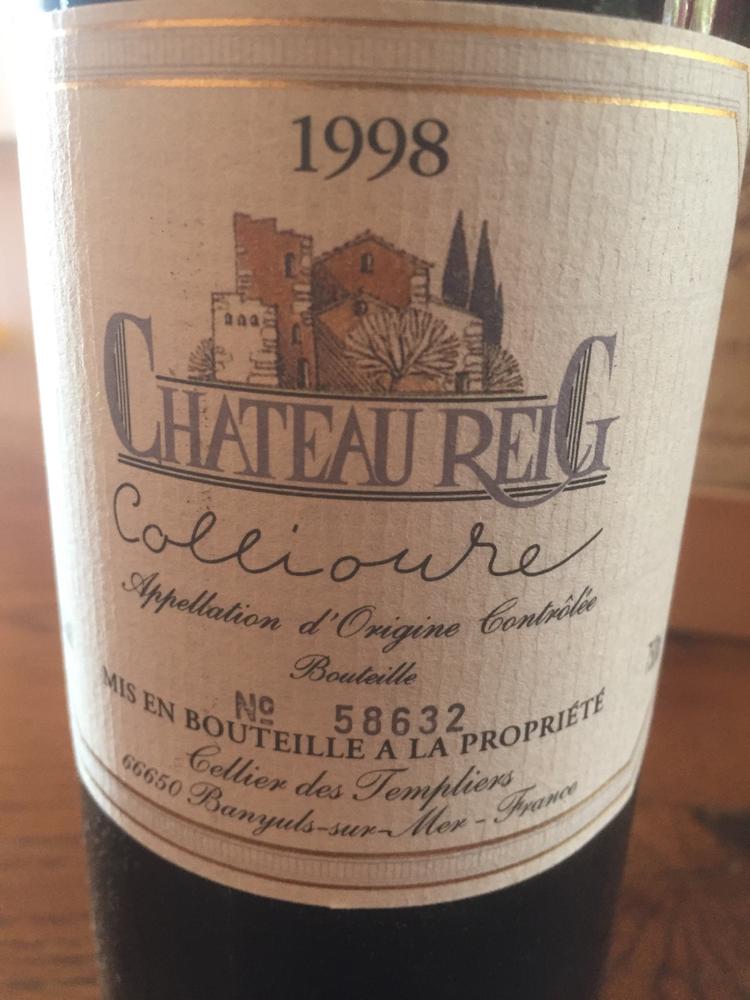 1998
CHATEAU REIG
Collioure
Appellation d'Origine Contrôlée
Bouteille
Nº 58632
MIS EN BOUTEILLE A LA PROPRIÉTÉ
Cellier des Templiers
66650 Banyuls-sur-Mer - France